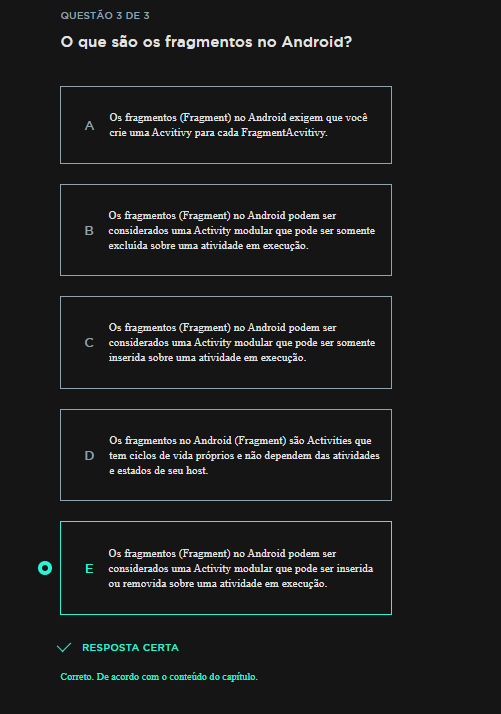 QUESTÃO 3 DE 3
O que são os fragmentos no Android?
A
Os fragmentos (Fragment) no Android exigem que você
crie uma Acvitivy para cada FragmentAcvitivy.
B
Os fragmentos (Fragment) no Android podem ser
considerados uma Activity modular que pode ser somente
excluída sobre uma atividade em execução.
C
Os fragmentos (Fragment) no Android podem ser
considerados uma Activity modular que pode ser somente
inserida sobre uma atividade em execução.
D
Os fragmentos no Android (Fragment) são Activities que
tem ciclos de vida próprios e não dependem das atividades
e estados de seu host.
E
Os fragmentos (Fragment) no Android podem ser
considerados uma Activity modular que pode ser inserida
ou removida sobre uma atividade em execução.
RESPOSTA CERTA
Correto. De acordo com o conteúdo do capítulo.